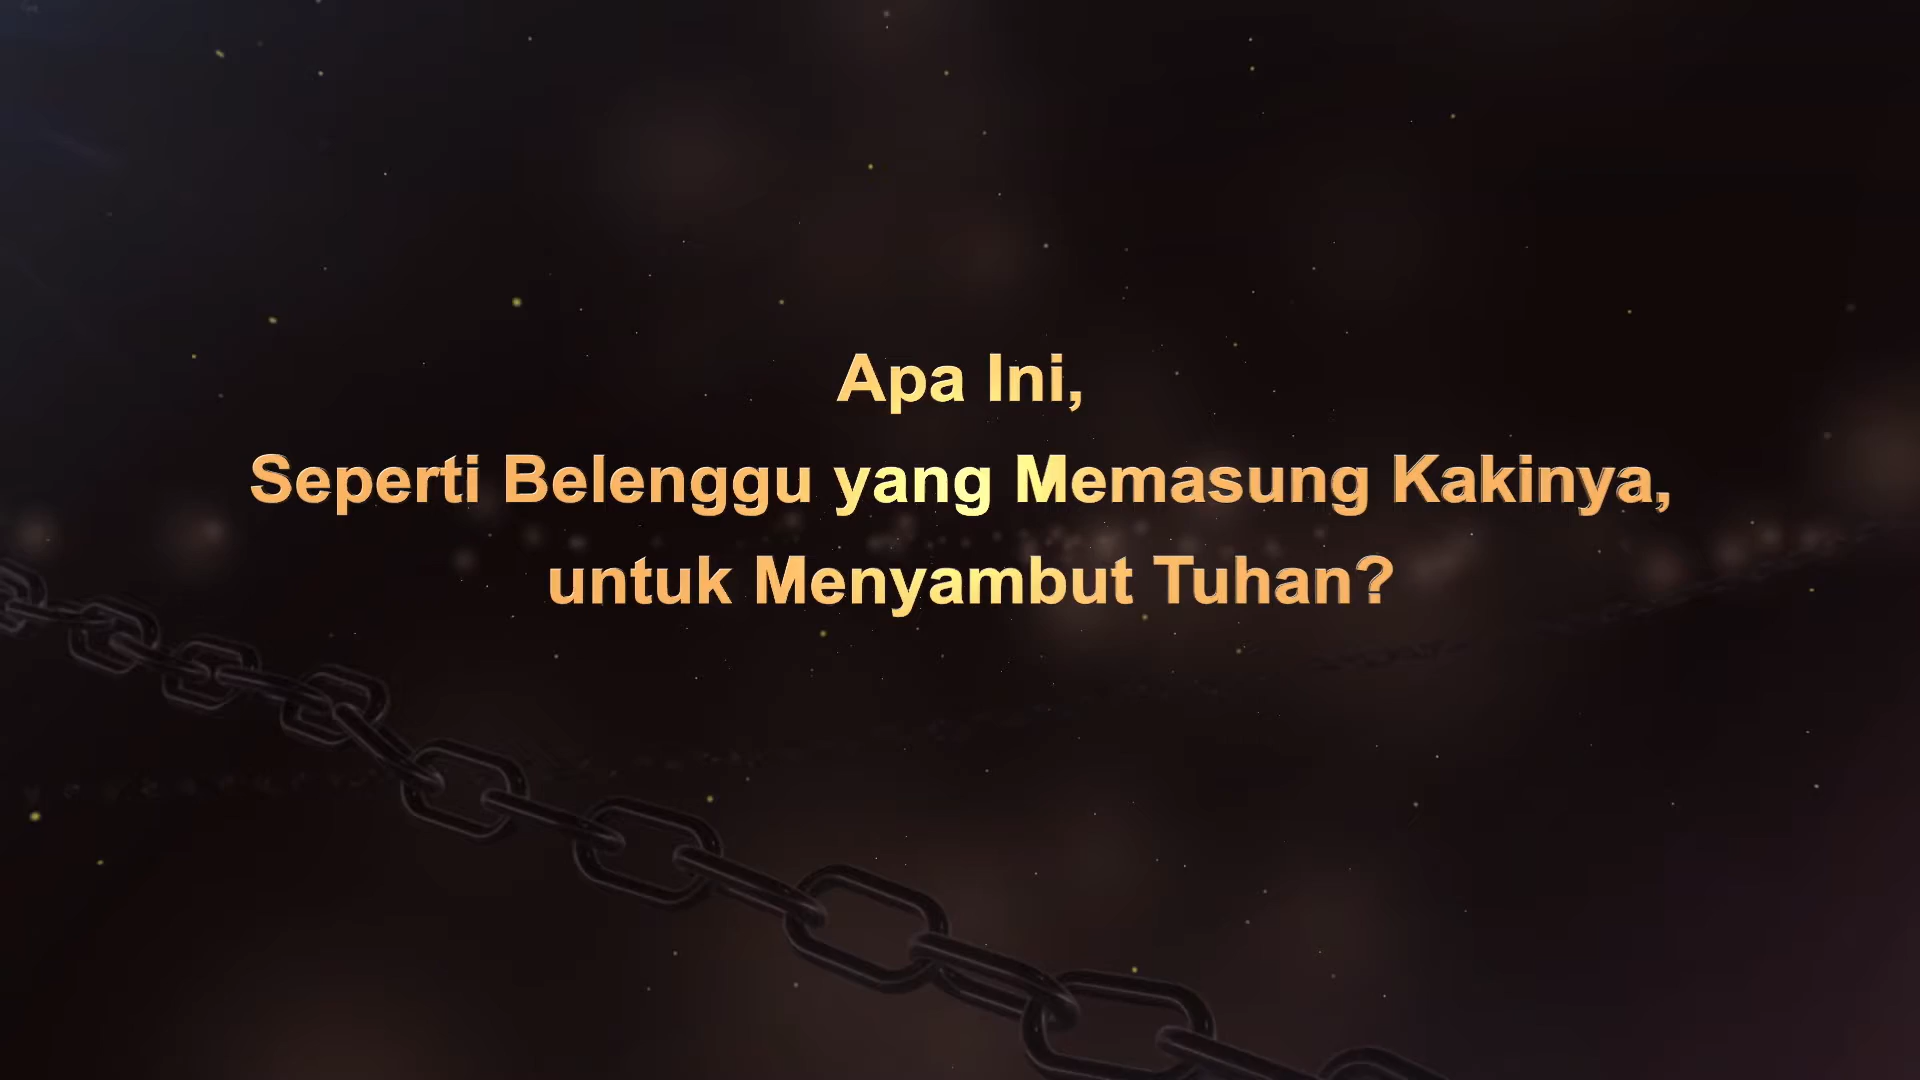 Apa Ini,
Seperti Belenggu yang Memasung Kakinya,
untuk Menyambut Tuhan?